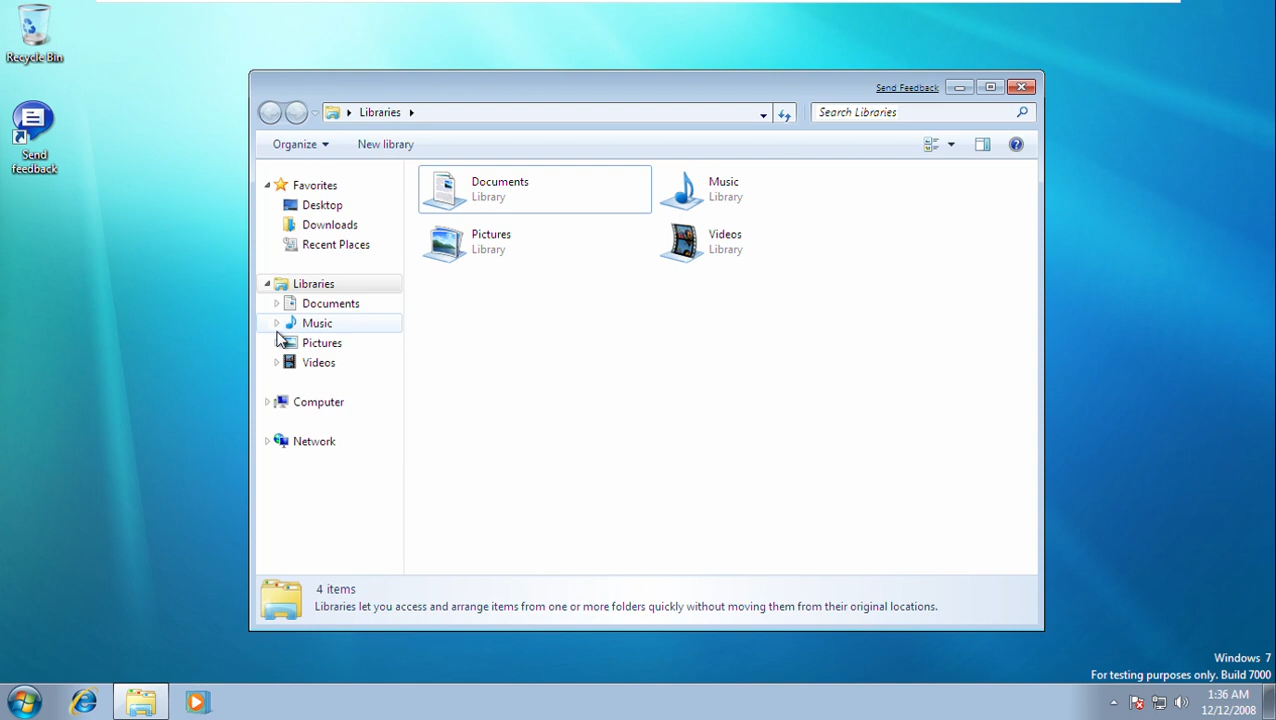 Recycle Bin
Send
feedback
Send Feedback
Libraries
Search Libraries
Organize
New library
Favorites
Desktop
Downloads
Recent Places
Libraries
Documents
Music
Pictures
Videos
Computer
Network
Documents
Library
Music
Library
Pictures
Library
Videos
Library
4 items
Libraries let you access and arrange items from one or more folders quickly without moving them from their original locations.
Windows 7
For testing purposes only. Build 7000
1:36 AM
12/12/2008